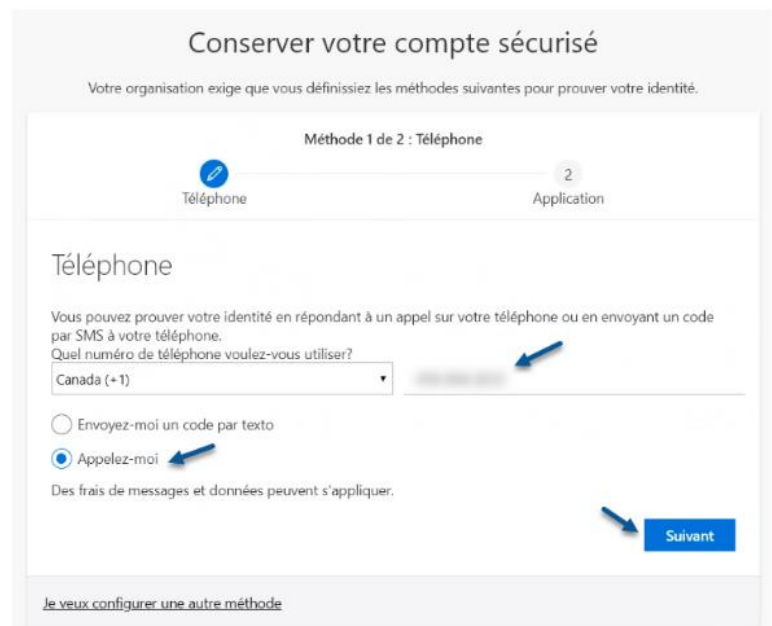 Conserver votre compte sécurisé
Votre organisation exige que vous définissiez les méthodes suivantes pour prouver votre identité.
Méthode 1 de 2 : Téléphone
2
Téléphone
Application
Téléphone
Vous pouvez prouver votre identité en répondant à un appel sur votre téléphone ou en envoyant un code
par SMS à votre téléphone.
Quel numéro de téléphone voulez-vous utiliser?
Canada (+1)
Envoyez-moi un code par texto
Appelez-moi
Des frais de messages et données peuvent s'appliquer.
Suivant
Je veux configurer une autre méthode